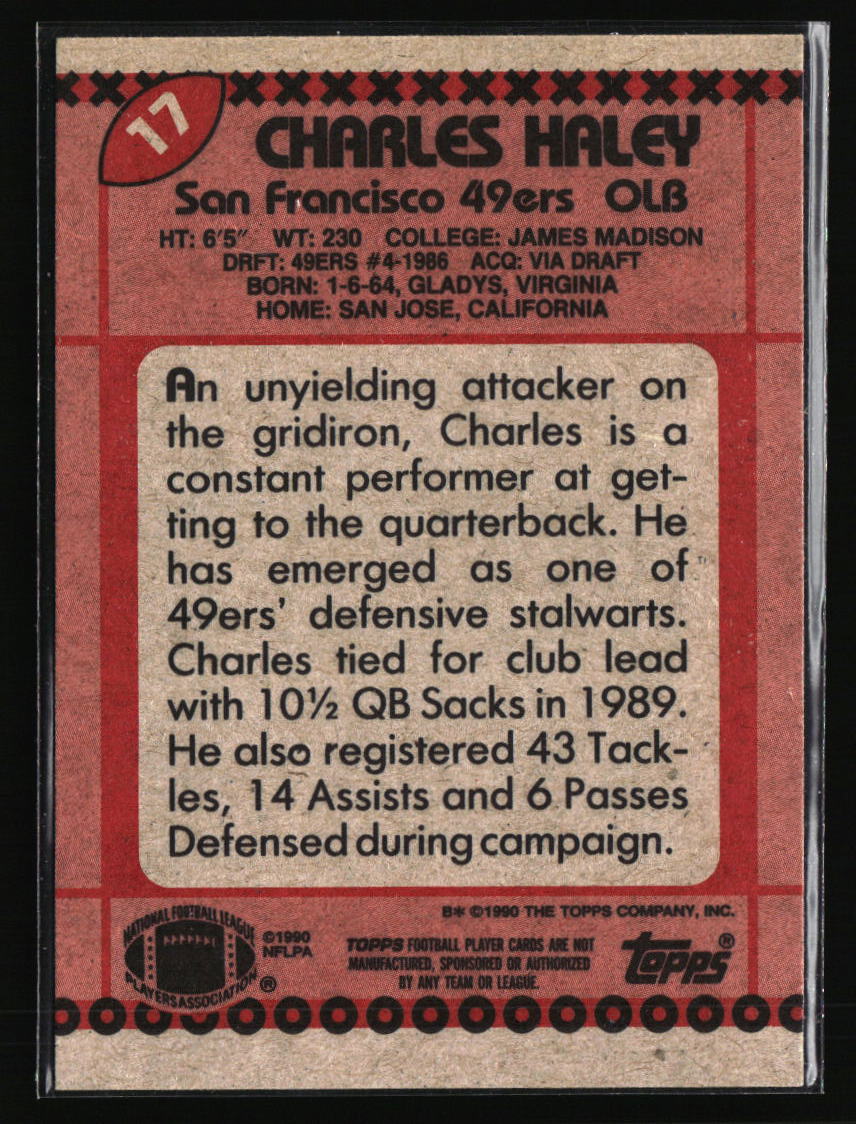 17
CHARLES HALEY
San Francisco 49ers OLB
HT: 6'5" WT: 230 COLLEGE: JAMES MADISON
DRFT: 49ERS #4-1986 ACQ: VIA DRAFT
BORN: 1-6-64, GLADYS, VIRGINIA
HOME: SAN JOSE, CALIFORNIA
An unyielding attacker on
the gridiron, Charles is a
constant performer at get-
ting to the quarterback. He
has emerged as one of
49ers' defensive stalwarts.
Charles tied for club lead
with 10½ QB Sacks in 1989.
He also registered 43 Tack-
les, 14 Assists and 6 Passes
Defensed during campaign.
B* ©1990 THE TOPPS COMPANY, INC.
NATIONAL FOOTBALL LEAGUE
PLAYERS ASSOCIATION ®
©1990
NFLPA
TOPPS FOOTBALL PLAYER CARDS ARE NOT
MANUFACTURED, SPONSORED OR AUTHORIZED
BY ANY TEAM OR LEAGUE.
topps®